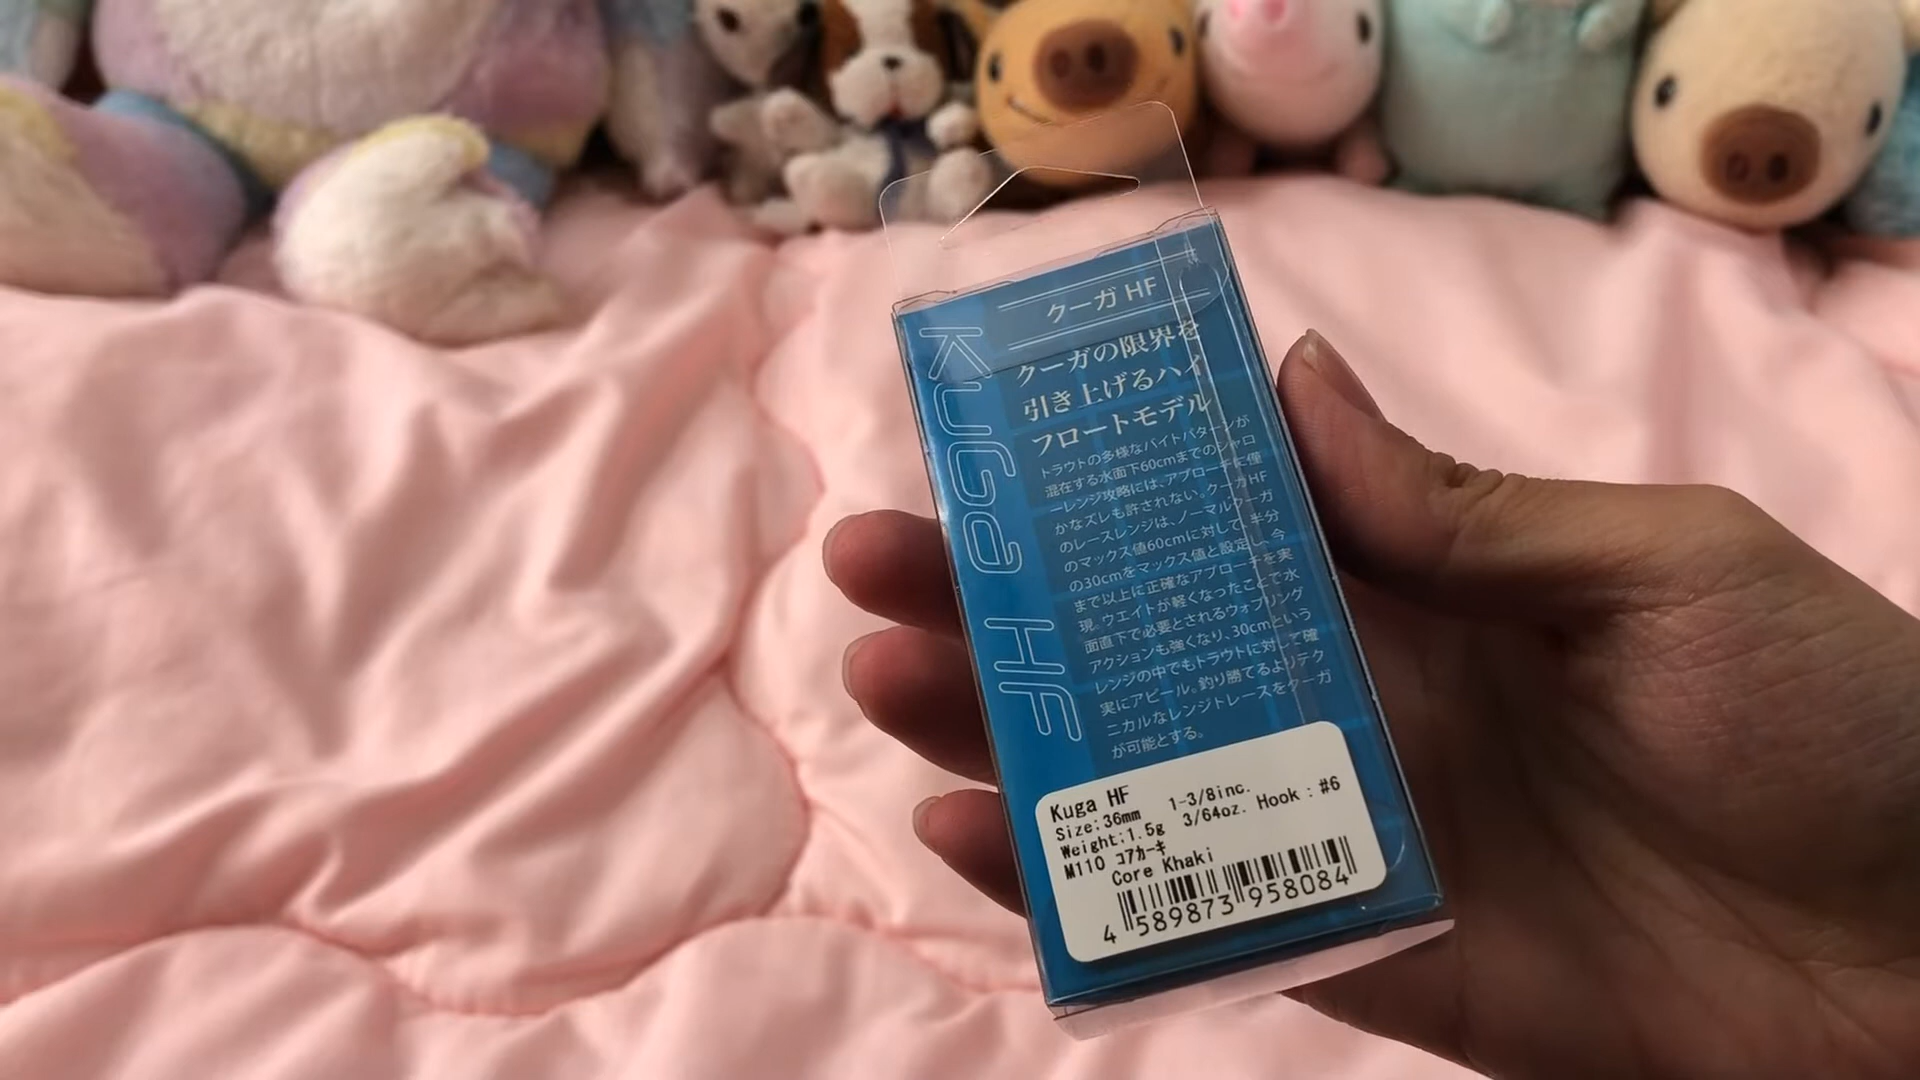 クーガ HF
Kuga HF
クーガの限界を
引き上げるハイ
フロートモデル
トラウトの多様なバイトパターンが
混在する水面下60cmまでのシャロ
ーレンジ攻略には、アプローチに僅
かなズレも許されない。クーガHF
のレースレンジは、ノーマルクーガ
のマックス値60cmに対して、半分
の30cmをマックス値と設定し、今
まで以上に正確なアプローチを実
現。ウエイトが軽くなったことで水
面直下で必要とされるウォブリング
アクションも強くなり、30cmという
レンジの中でもトラウトに対して確
実にアピール。釣り勝てるよりテク
ニカルなレンジトレースをクーガ
が可能とする。
Kuga HF
Size:36mm 1-3/8inc.
Weight:1.5g 3/64oz. Hook : #6
M110 コアカーキ
Core Khaki
4 589873 958084